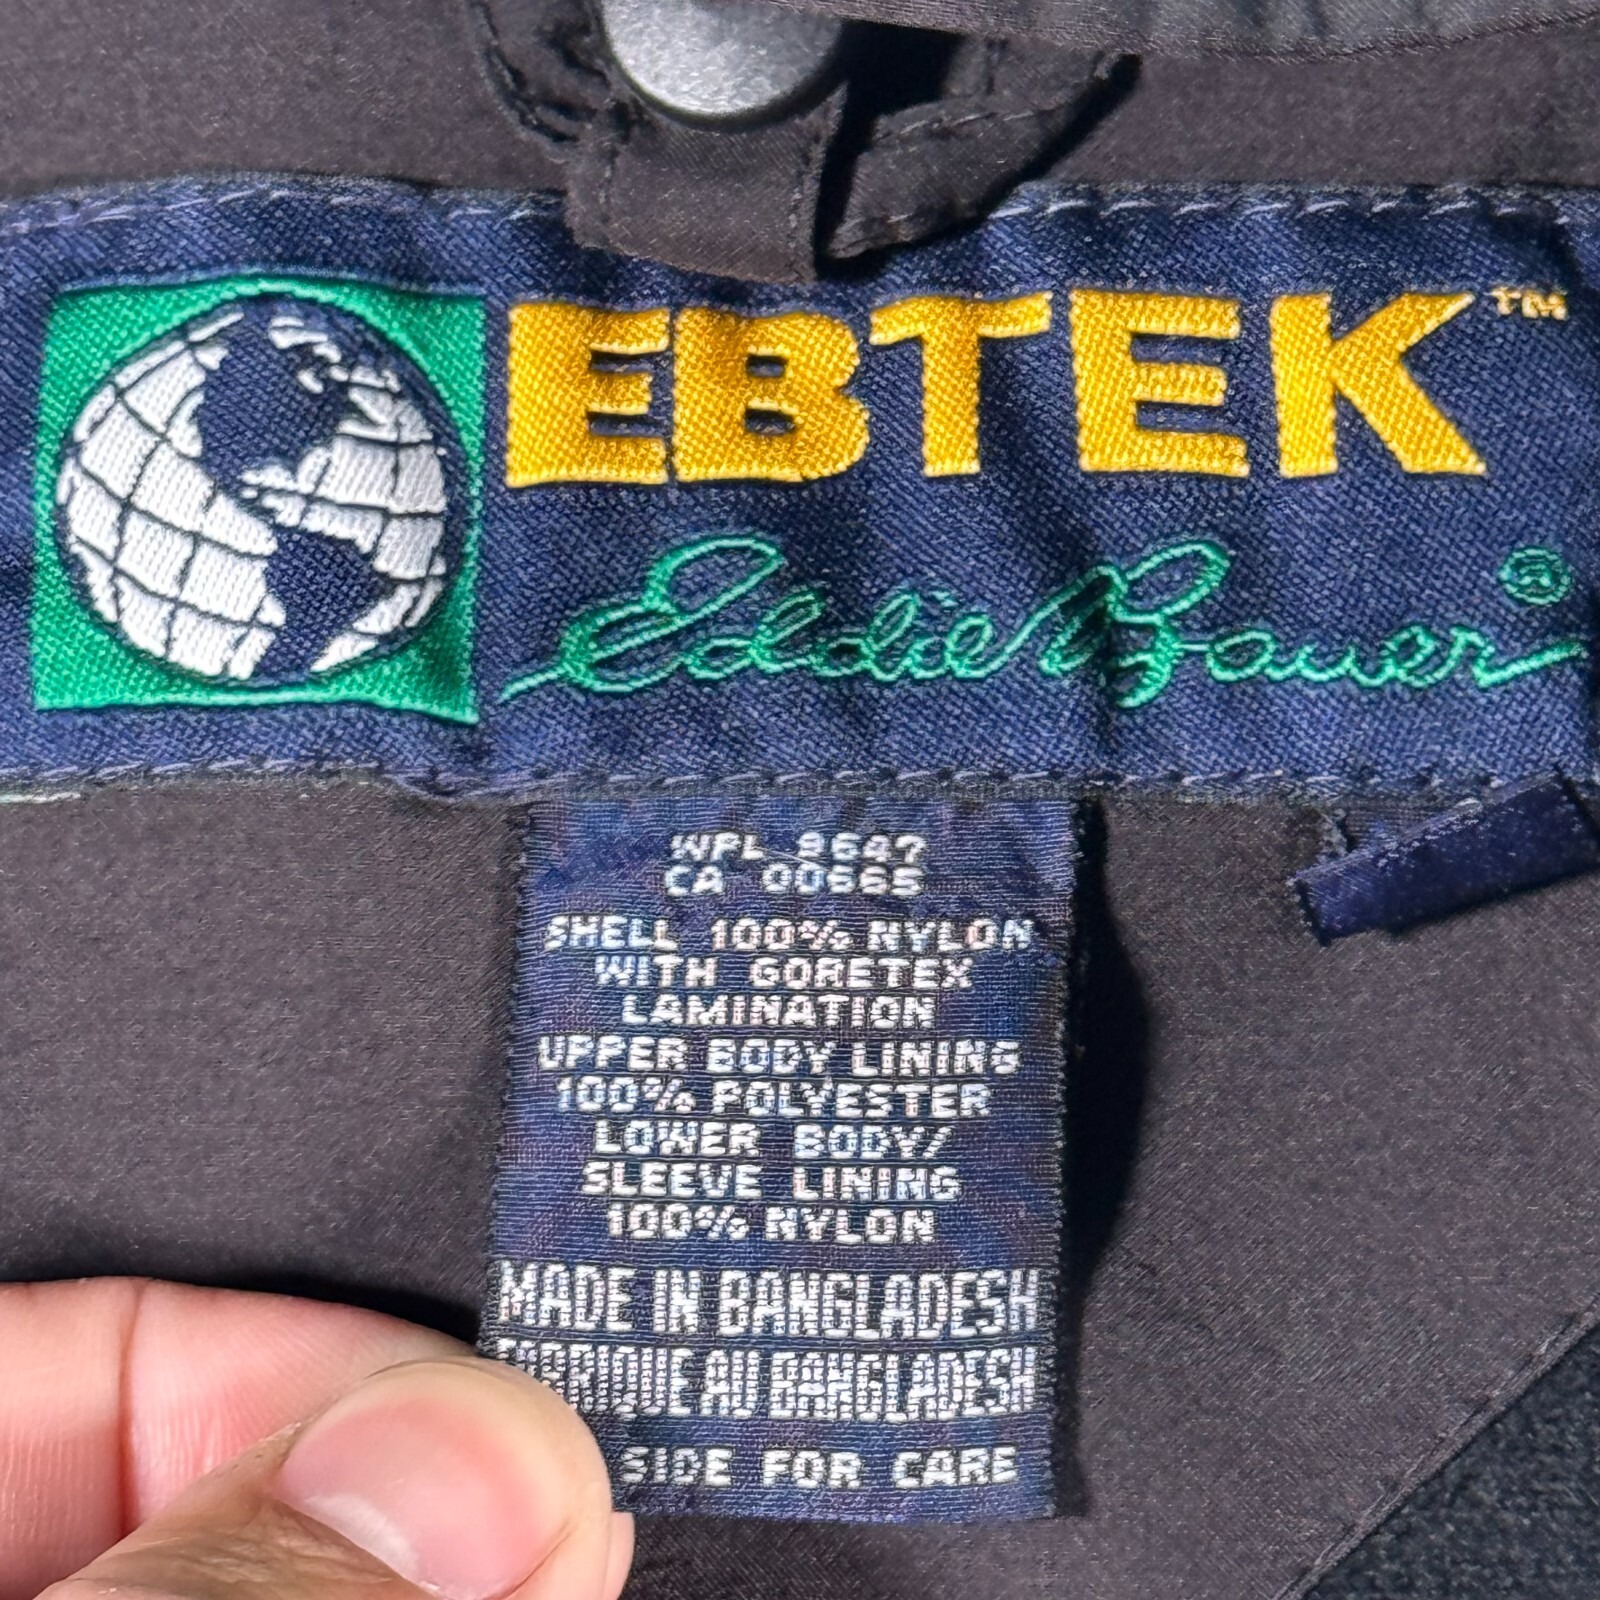 EBTEK™
Eddie Bauer®
WPL 8647
CA 00665
SHELL 100% NYLON
WITH GORETEX
LAMINATION
UPPER BODY LINING
100% POLYESTER
LOWER BODY/
SLEEVE LINING
100% NYLON
MADE IN BANGLADESH
AU BANGLADESH
SIDE FOR CARE